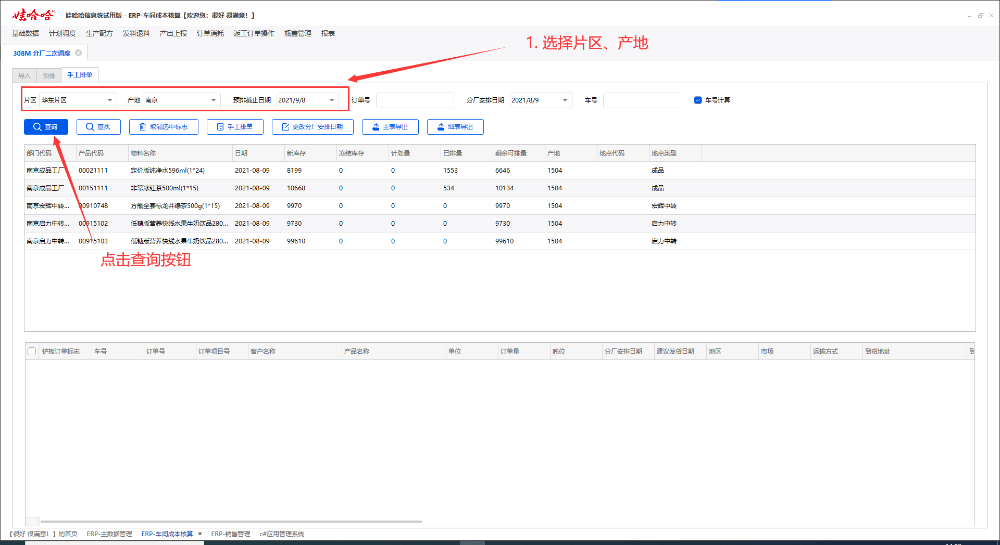 娃哈哈® 娃哈哈信息统试用版 - ERP-车间成本核算【欢迎您：很好 很满意！】
基础数据 计划调度 生产配方 发料退料 产出上报 订单消耗 返工订单操作 瓶盖管理 报表
1. 选择片区、产地
308M 分厂二次调度
导入 预排 手工排单
片区 华东片区 产地 南京 预排截止日期 2021/9/8 订单号 分厂安排日期 2021/8/9 车号 车号计算
查询 查找 取消选中标志 手工排单 更改分厂安排日期 主表导出 细表导出
部门代码 产品代码 物料名称 日期 新库存 冻结库存 计划量 已排量 剩余可排量 产地 地点代码 地点类型
南京成品工厂 00021111 定价版纯净水596ml(1*24) 2021-08-09 8199 0 0 1553 6646 1504 成品
南京成品工厂 00151111 非常冰红茶500ml(1*15) 2021-08-09 10668 0 0 534 10134 1504 成品
南京宏辉中转... 00910748 方瓶全套标龙井绿茶500g(1*15) 2021-08-09 9970 0 0 0 9970 1504 宏辉中转
南京启力中转... 00915102 低糖版营养快线水果牛奶饮品280... 2021-08-09 9730 0 0 0 9730 1504 启力中转
南京启力中转... 00915103 低糖版营养快线水果牛奶饮品280... 2021-08-09 99610 0 0 0 99610 1504 启力中转
点击查询按钮
铲板订单标志 车号 订单号 订单项目号 客户名称 产品名称 单位 订单量 吨位 分厂安排日期 建议发货日期 地区 市场 运输方式 到货地址 到
【很好 很满意！】的首页 ERP-主数据管理 ERP-车间成本核算 × ERP-销售管理 c#应用管理系统